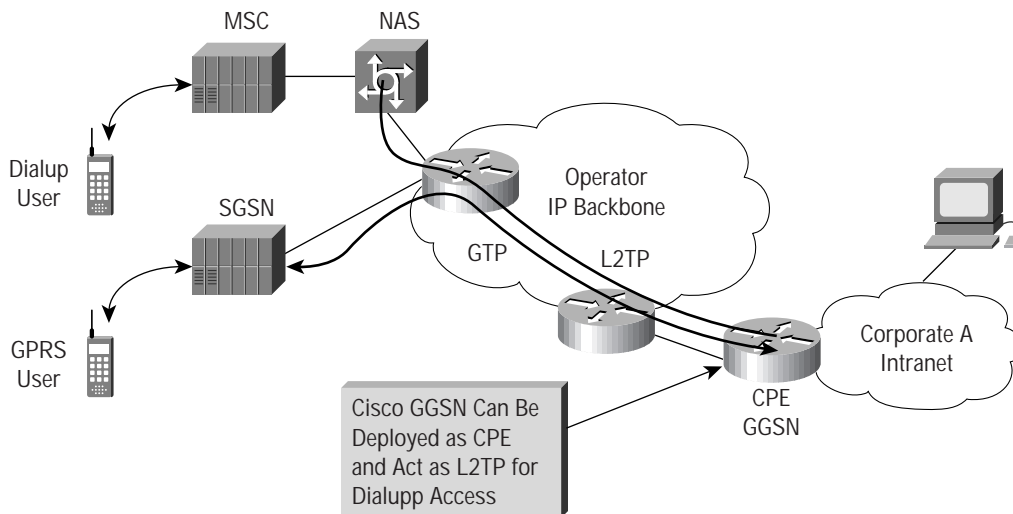 MSC
NAS
Dialup
User
SGSN
Operator
IP Backbone
GTP
L2TP
GPRS
User
Corporate A
Intranet
CPE
GGSN
Cisco GGSN Can Be
Deployed as CPE
and Act as L2TP for
Dialupp Access